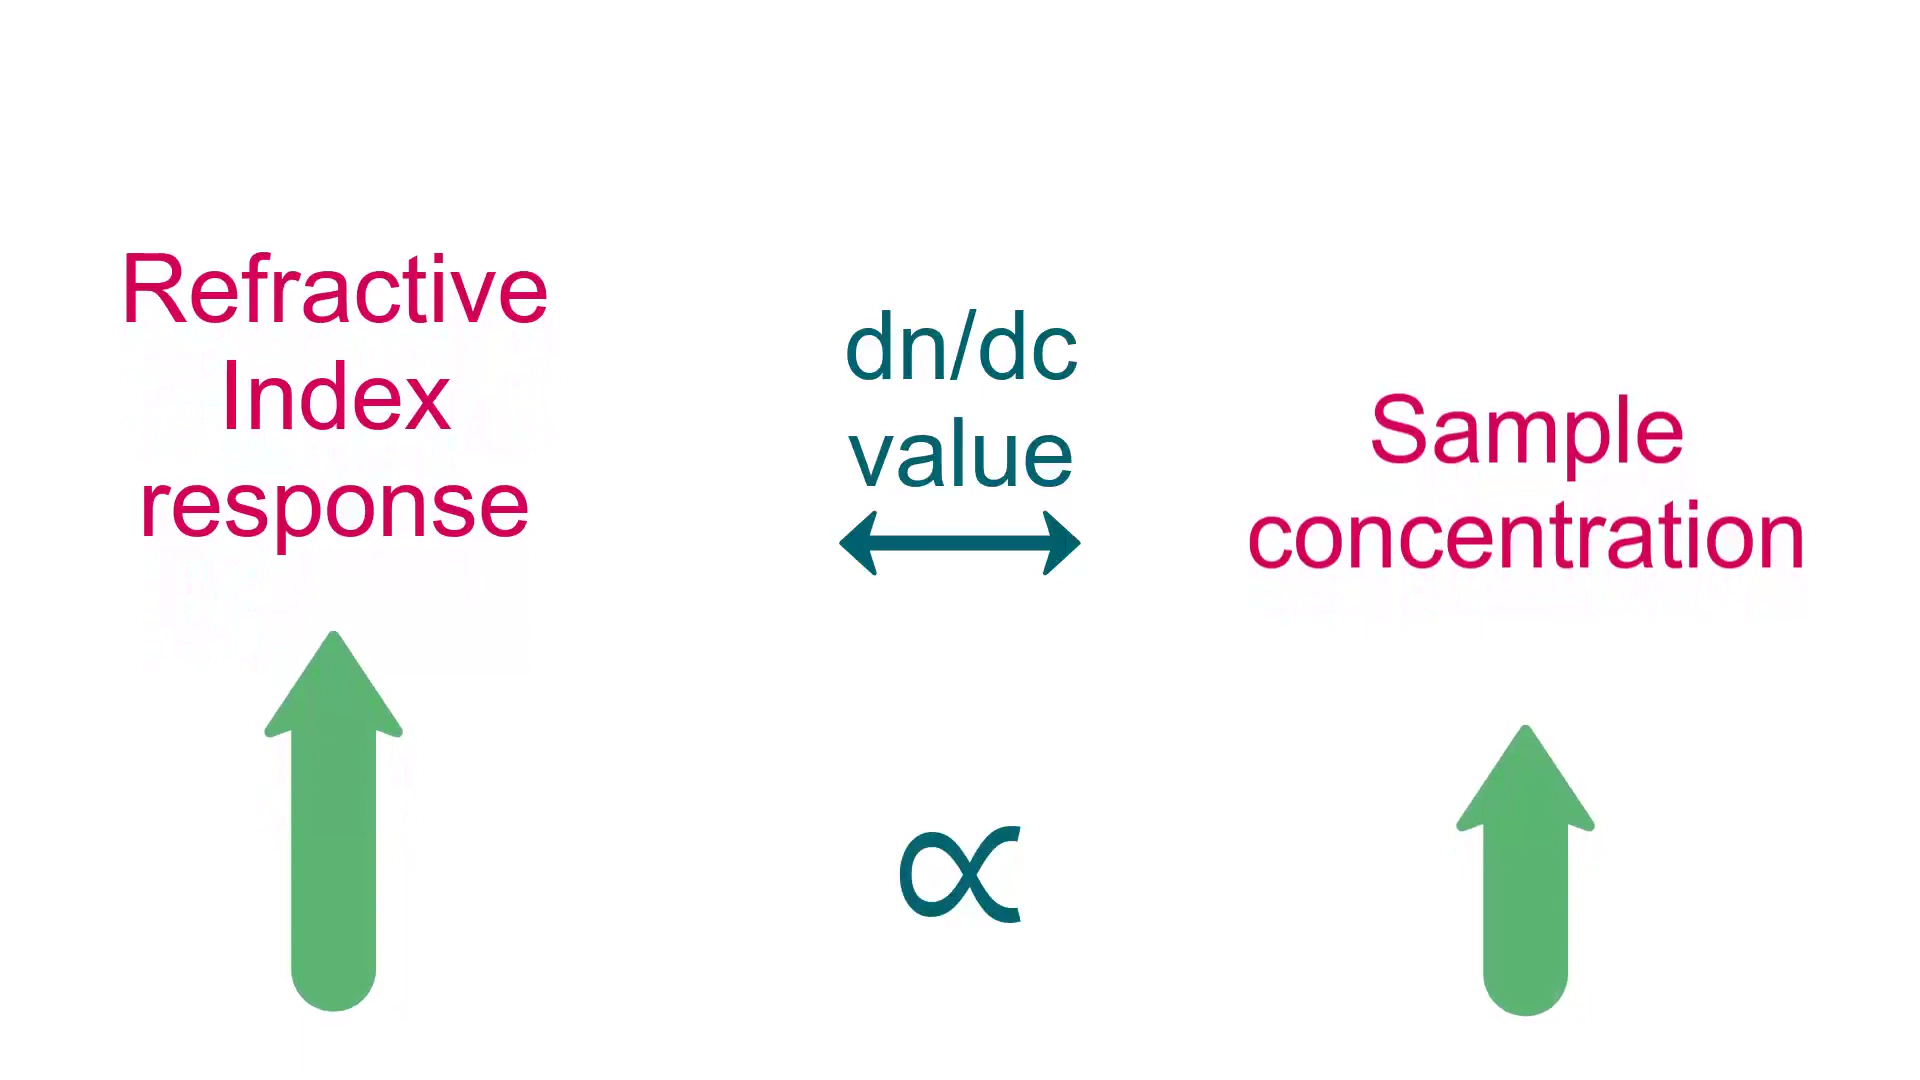 Refractive
Index
response
dn/dc
value
Sample
concentration
∝